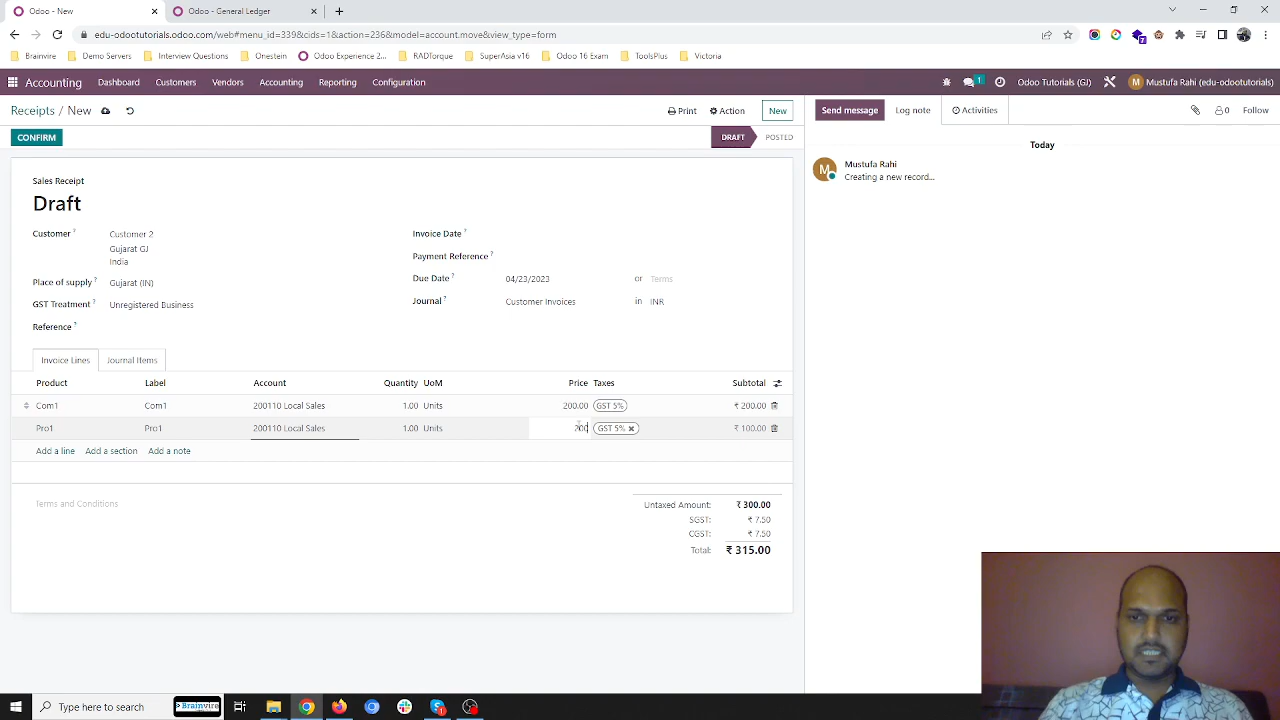 Odoo - New
Odoo - General Ledger
edu-odootutorials.odoo.com/web#menu_id=339&cids=1&action=236&model=account.move&view_type=form
Brainvire Demo Servers Interview Questions Orestein Odoo Experience 2... RADTorque SuperAsia v16 Odoo 16 Exam ToolsPlus Victoria
Accounting Dashboard Customers Vendors Accounting Reporting Configuration 1 Odoo Tutorials (GJ) M Mustufa Rahi (edu-odootutorials)
Receipts / New Print Action New
Send message Log note Activities 0 Follow
CONFIRM DRAFT POSTED
Today
Mustufa Rahi
Creating a new record...
Sales Receipt
Draft
Customer ? Customer 2
Gujarat GJ
India
Place of supply ? Gujarat (IN)
GST Treatment ? Unregistered Business
Reference ?
Invoice Date ?
Payment Reference ?
Due Date ? 04/23/2023 or Terms
Journal ? Customer Invoices in INR
Invoice Lines Journal Items
Product Label Account Quantity UoM Price Taxes Subtotal
Com1 Com1 200110 Local Sales 1.00 Units 200.00 GST 5% ₹ 200.00
Pro1 Pro1 200110 Local Sales 1.00 Units GST 5% ₹ 100.00
Add a line Add a section Add a note
Terms and Conditions
Untaxed Amount: ₹ 300.00
SGST: ₹ 7.50
CGST: ₹ 7.50
Total: ₹ 315.00
Type here to search
Brainvire